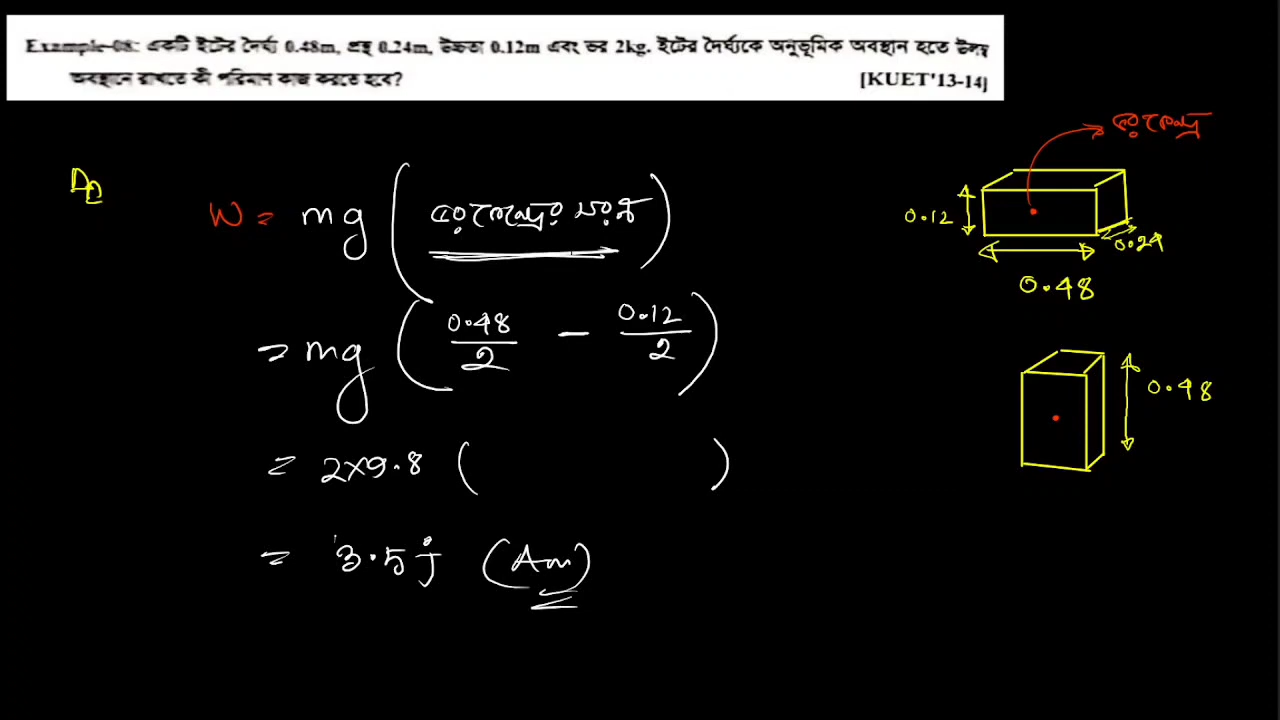 Example-08: একটি ইটের দৈর্ঘ্য 0.48m, প্রস্থ 0.24m, উচ্চতা 0.12m এবং ভর 2kg. ইটের দৈর্ঘ্যকে অনুভূমিক অবস্থান হতে উলম্ব
অবস্থানে রাখতে কী পরিমাণ কাজ করতে হবে? [KUET'13-14]
ভরকেন্দ্র
W = mg (ভরকেন্দ্রের সরণ)
0.12
0.24
0.48
= mg (0.48/2 - 0.12/2)
0.48
= 2×9.8 ( )
= 3.5 J (Ans)